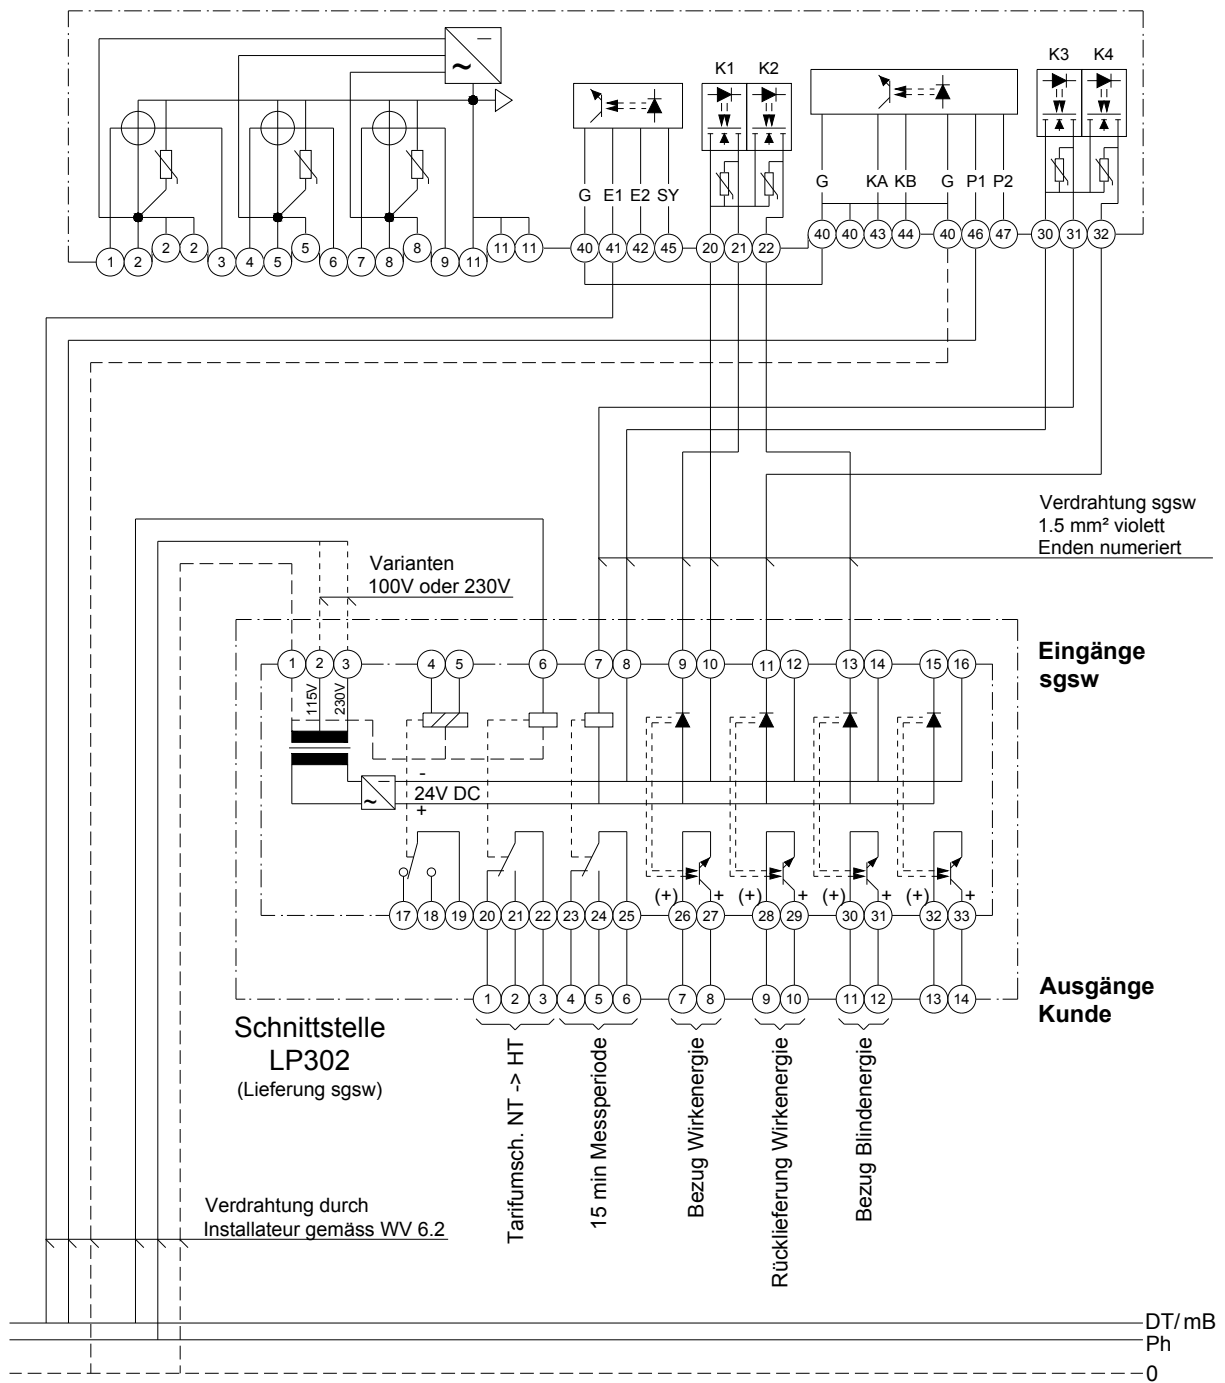 K1 K2
K3 K4
~
G E1 E2 SY
G KA KB G P1 P2
1 2 2 2 3 4 5 5 6 7 8 8 9 11 11 11 40 41 42 45 20 21 22 40 40 43 44 40 46 47 30 31 32
Verdrahtung sgsw
1.5 mm² violett
Enden numeriert
Varianten
100V oder 230V
1 2 3 4 5 6 7 8 9 10 11 12 13 14 15 16
Eingänge
sgsw
115V
230V
-
24V DC
+
~
(+) + (+) + (+) + (+) +
17 18 19 20 21 22 23 24 25 26 27 28 29 30 31 32 33
1 2 3 4 5 6 7 8 9 10 11 12 13 14
Ausgänge
Kunde
Schnittstelle
LP302
(Lieferung sgsw)
Tarifumsch. NT -> HT
15 min Messperiode
Bezug Wirkenergie
Rücklieferung Wirkenergie
Bezug Blindenergie
Verdrahtung durch
Installateur gemäss WV 6.2
DT/mB
Ph
0